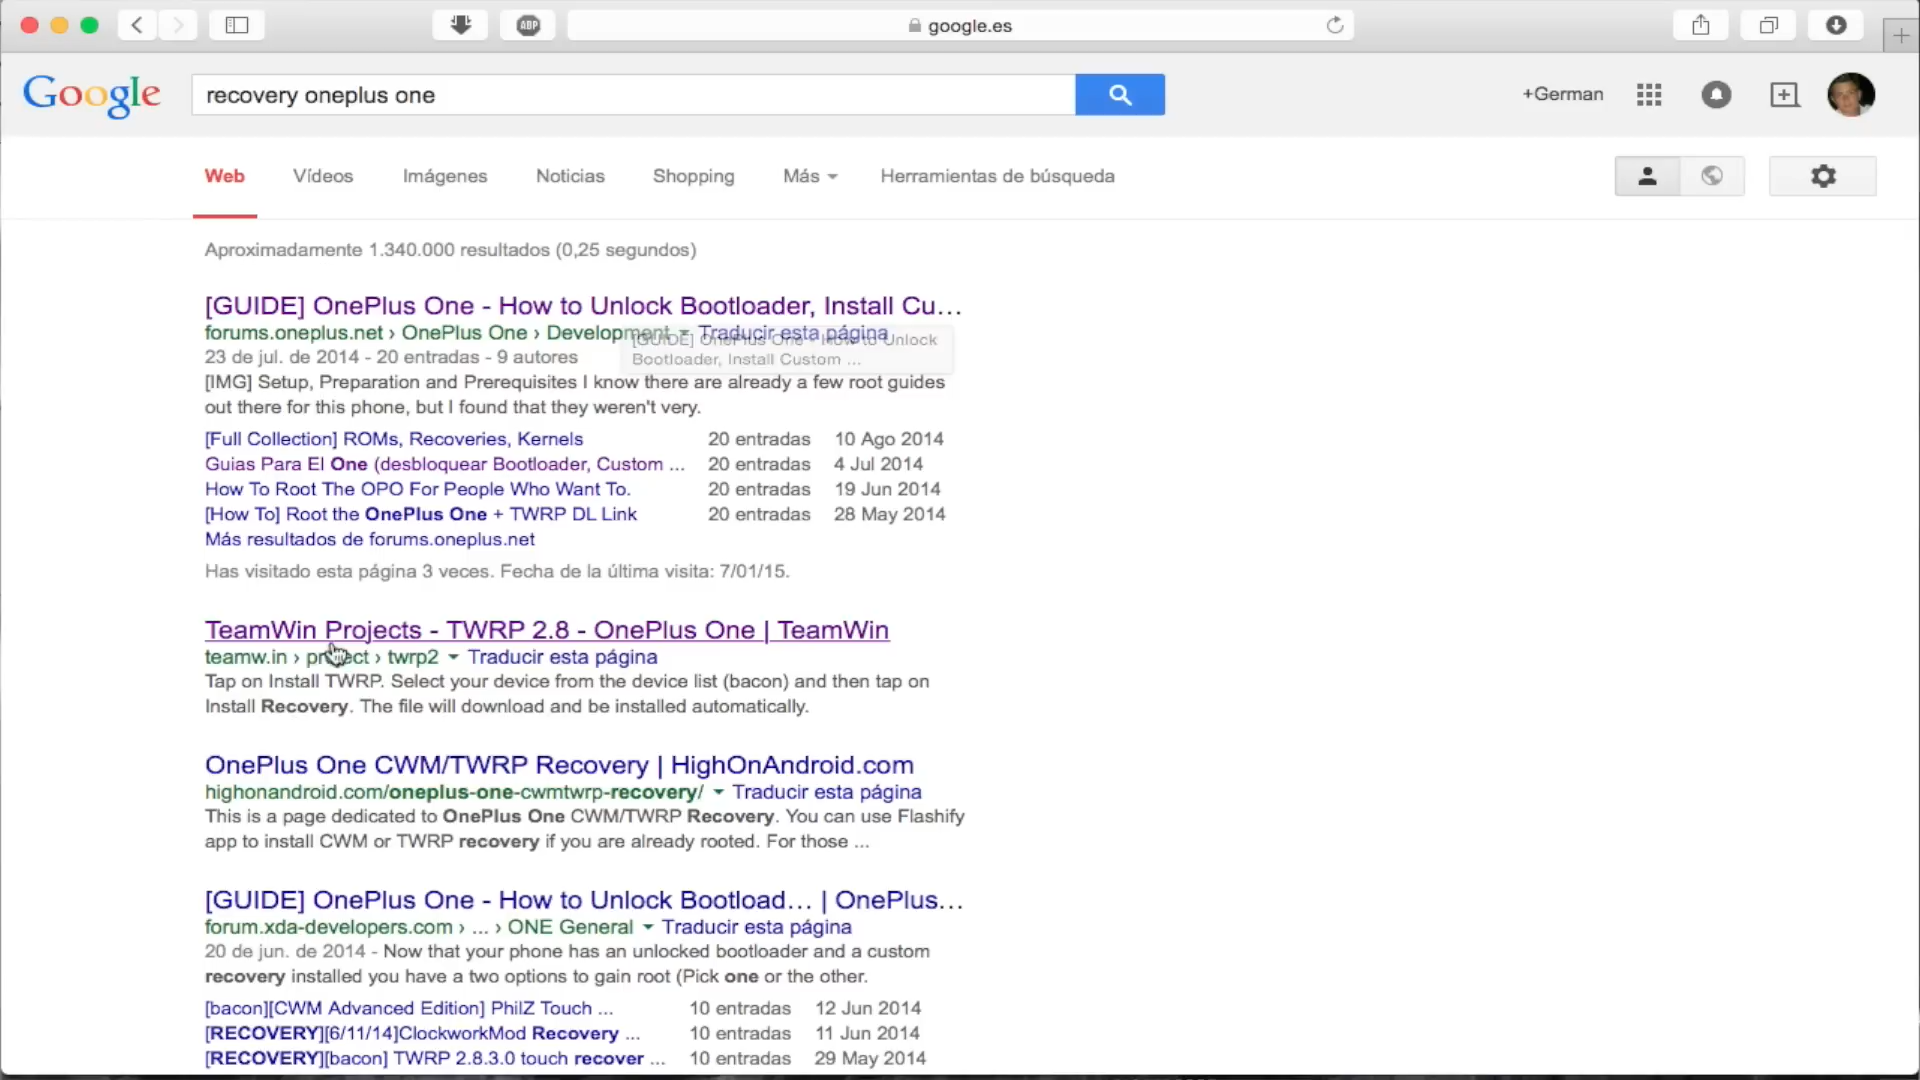 ABP
google.es
Google
recovery oneplus one
+German
Web
Vídeos
Imágenes
Noticias
Shopping
Más
Herramientas de búsqueda
Aproximadamente 1.340.000 resultados (0,25 segundos)
[GUIDE] OnePlus One - How to Unlock Bootloader, Install Cu...
forums.oneplus.net › OnePlus One › Development Traducir esta página
[GUIDE] OnePlus One - How to Unlock
Bootloader, Install Custom ...
23 de jul. de 2014 - 20 entradas - 9 autores
[IMG] Setup, Preparation and Prerequisites I know there are already a few root guides
out there for this phone, but I found that they weren't very.
[Full Collection] ROMs, Recoveries, Kernels 20 entradas 10 Ago 2014
Guias Para El One (desbloquear Bootloader, Custom ... 20 entradas 4 Jul 2014
How To Root The OPO For People Who Want To. 20 entradas 19 Jun 2014
[How To] Root the OnePlus One + TWRP DL Link 20 entradas 28 May 2014
Más resultados de forums.oneplus.net
Has visitado esta página 3 veces. Fecha de la última visita: 7/01/15.
TeamWin Projects - TWRP 2.8 - OnePlus One | TeamWin
teamw.in › project › twrp2 Traducir esta página
Tap on Install TWRP. Select your device from the device list (bacon) and then tap on
Install Recovery. The file will download and be installed automatically.
OnePlus One CWM/TWRP Recovery | HighOnAndroid.com
highonandroid.com/oneplus-one-cwmtwrp-recovery/ Traducir esta página
This is a page dedicated to OnePlus One CWM/TWRP Recovery. You can use Flashify
app to install CWM or TWRP recovery if you are already rooted. For those ...
[GUIDE] OnePlus One - How to Unlock Bootload... | OnePlus...
forum.xda-developers.com › ... › ONE General Traducir esta página
20 de jun. de 2014 - Now that your phone has an unlocked bootloader and a custom
recovery installed you have a two options to gain root (Pick one or the other.
[bacon][CWM Advanced Edition] PhilZ Touch ... 10 entradas 12 Jun 2014
[RECOVERY][6/11/14]ClockworkMod Recovery ... 10 entradas 11 Jun 2014
[RECOVERY][bacon] TWRP 2.8.3.0 touch recover ... 10 entradas 29 May 2014